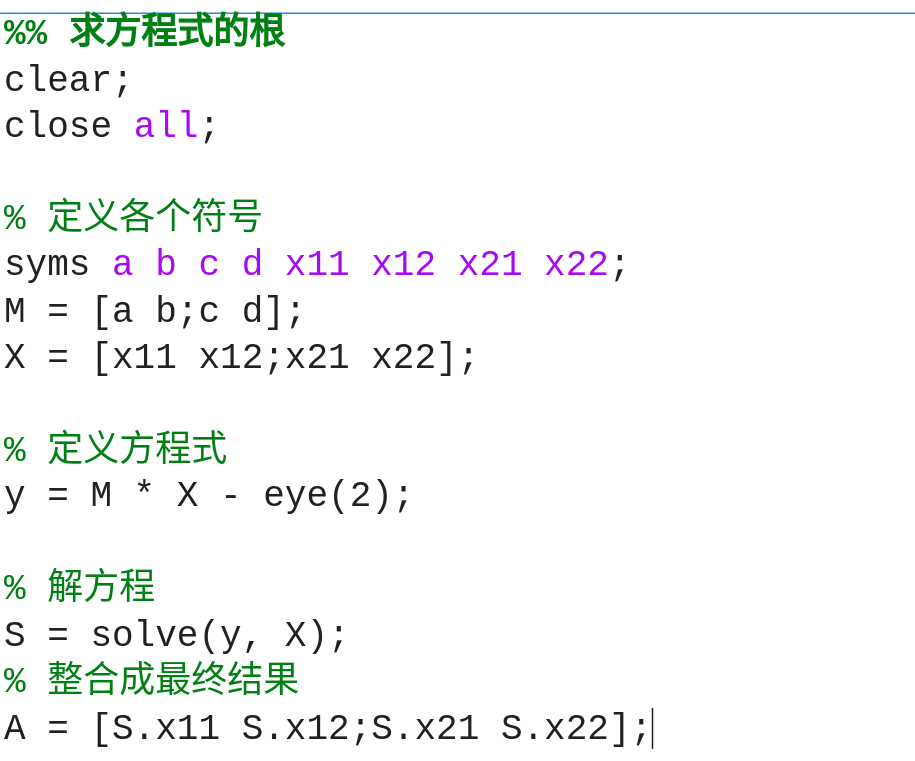 %% 求方程式的根
clear;
close all;
% 定义各个符号
syms a b c d x11 x12 x21 x22;
M = [a b;c d];
X = [x11 x12;x21 x22];
% 定义方程式
y = M * X - eye(2);
% 解方程
S = solve(y, X);
% 整合成最终结果
A = [S.x11 S.x12;S.x21 S.x22];